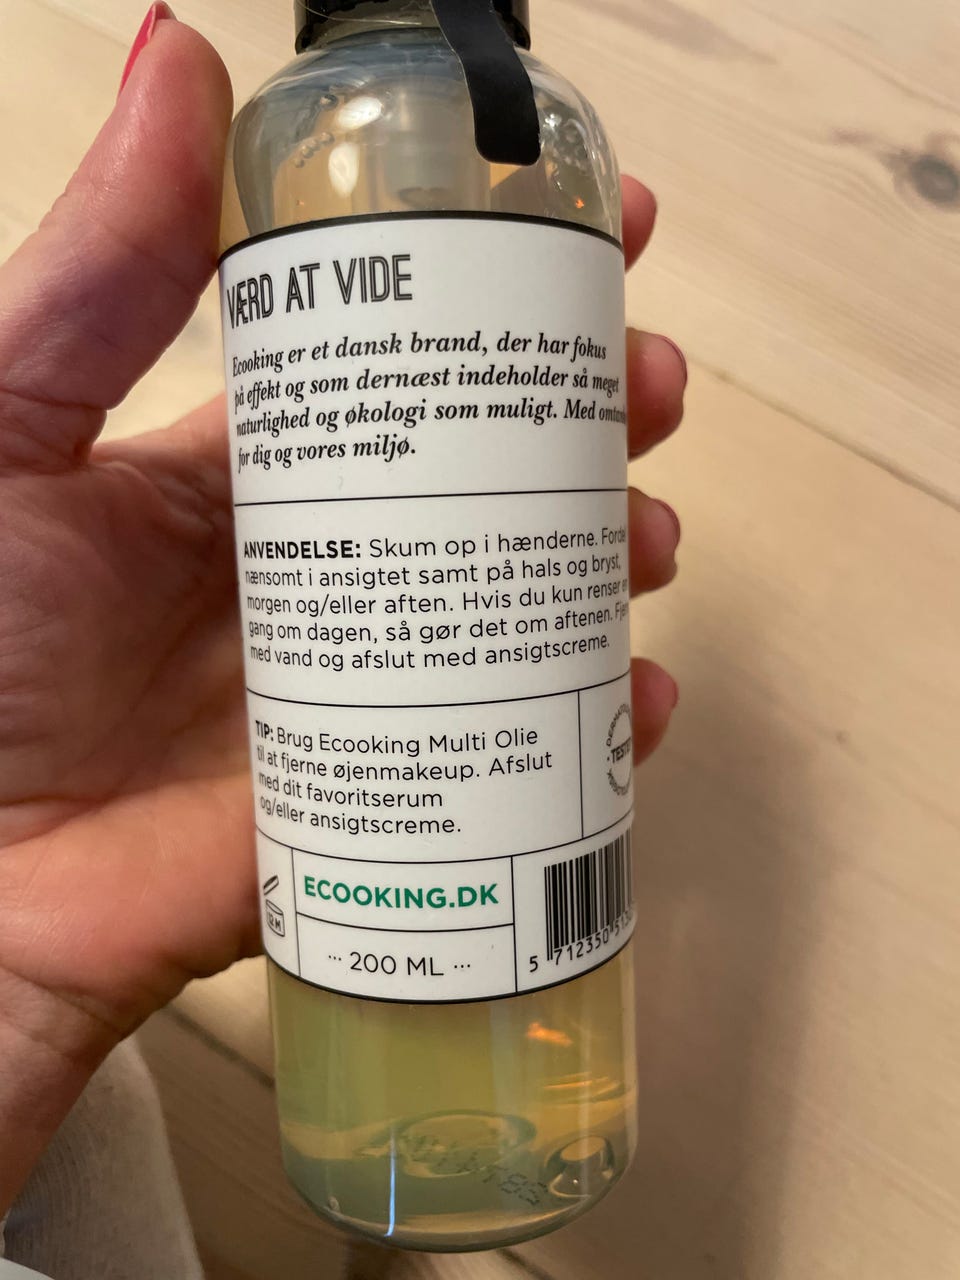 VÆRD AT VIDE
Ecooking er et dansk brand, der har fokus
på effekt og som dernæst indeholder så meget
naturlighed og økologi som muligt. Med
for dig og vores miljø.
ANVENDELSE: Skum op i hænderne.
nænsomt i ansigtet samt på hals og bryst,
morgen og/eller aften. Hvis du kun renser
gang om dagen, så gør det om aftenen.
med vand og afslut med ansigtscreme.
TIP: Brug Ecooking Multi Olie
til at fjerne øjenmakeup. Afslut
med dit favoritserum
og/eller ansigtscreme.
TESTED
12 M
ECOOKING.DK
··· 200 ML ···
5 712350